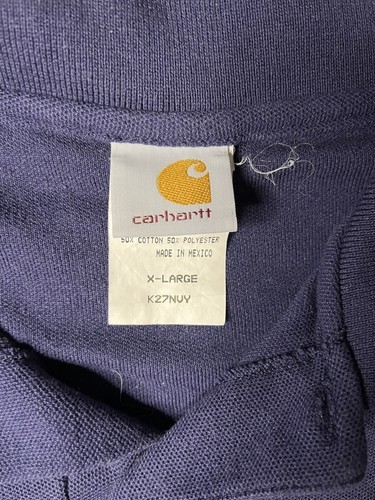 carhartt
50% COTTON 50% POLYESTER
MADE IN MEXICO
X-LARGE
K27NVY